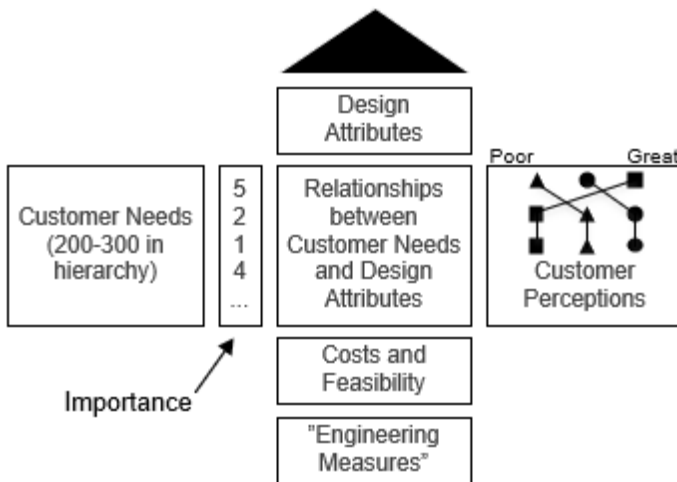 Design
Attributes
Poor
Great
Customer Needs
(200-300 in
hierarchy)
5
2
1
4
...
Relationships
between
Customer Needs
and Design
Attributes
Customer
Perceptions
Costs and
Feasibility
Importance
"Engineering
Measures"